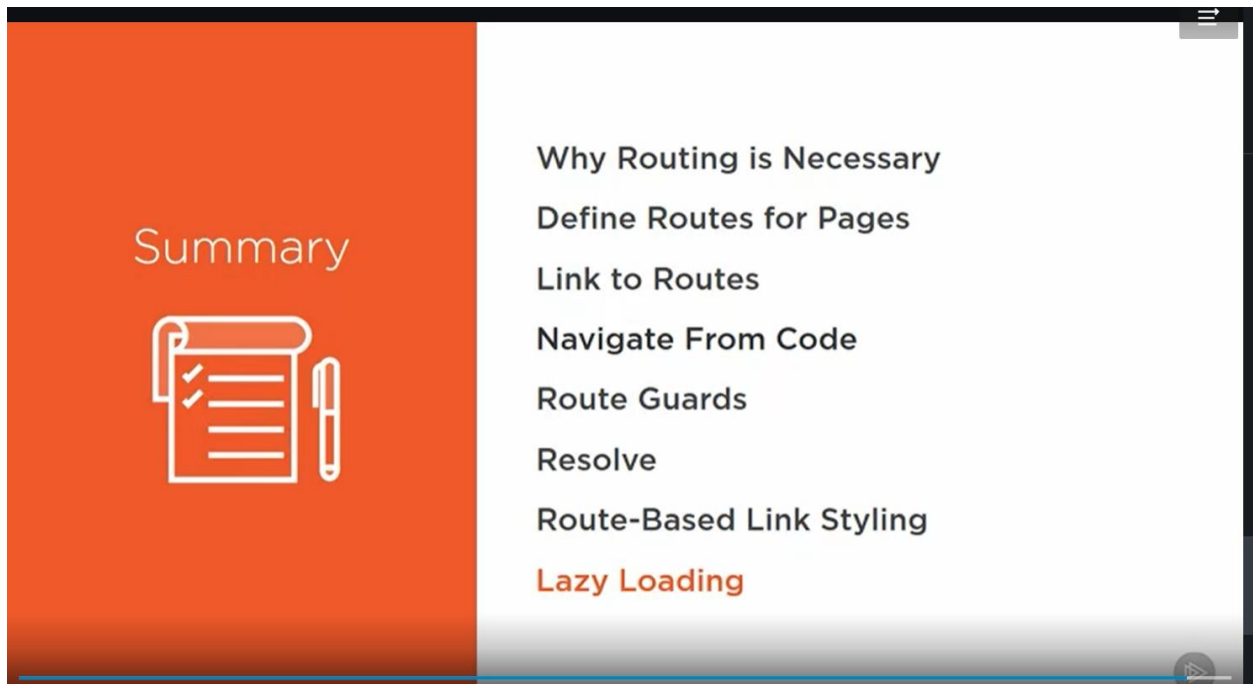 Summary
Why Routing is Necessary
Define Routes for Pages
Link to Routes
Navigate From Code
Route Guards
Resolve
Route-Based Link Styling
Lazy Loading